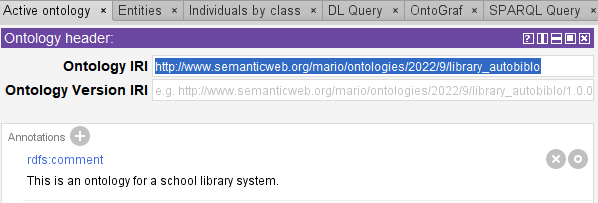 Active ontology × Entities × Individuals by class × DL Query × OntoGraf × SPARQL Query ×
Ontology header:
Ontology IRI http://www.semanticweb.org/mario/ontologies/2022/9/library_autobiblo
Ontology Version IRI e.g. http://www.semanticweb.org/mario/ontologies/2022/9/library_autobiblo/1.0.0
Annotations
rdfs:comment
This is an ontology for a school library system.